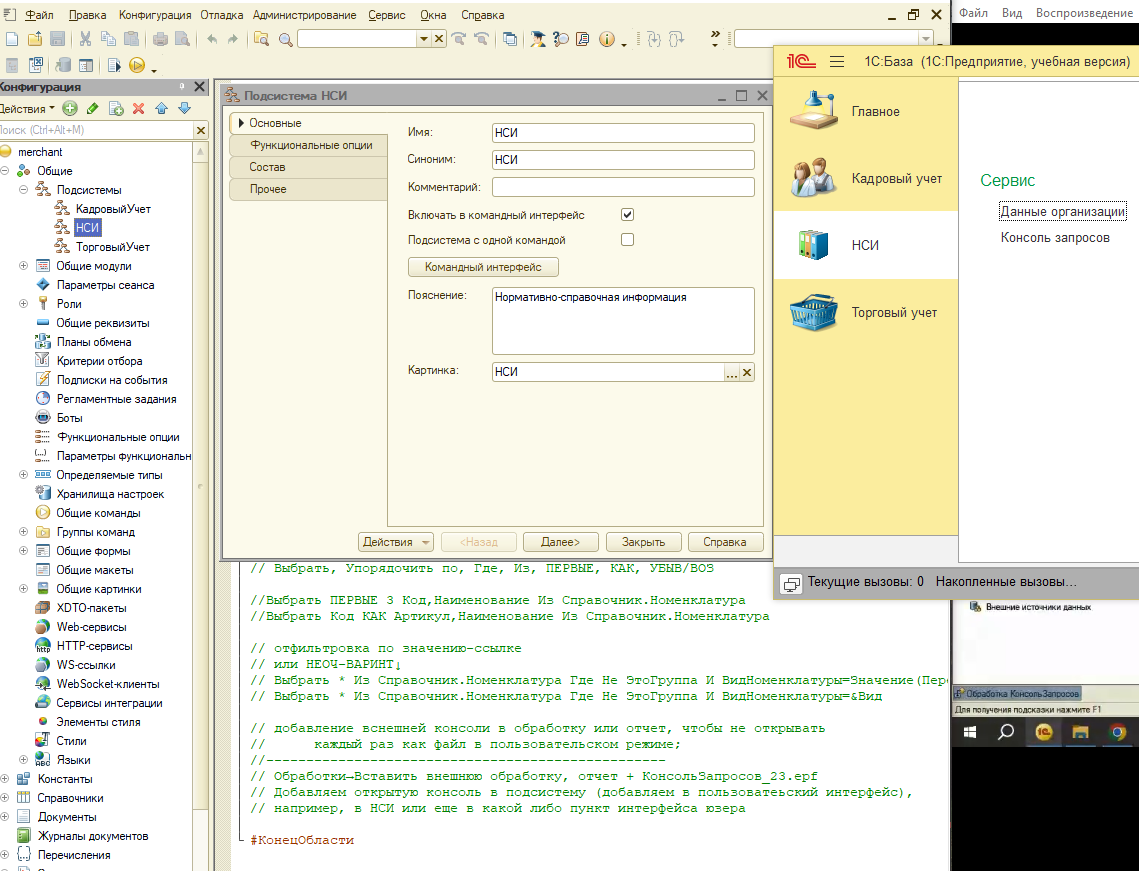 Файл Правка Конфигурация Отладка Администрирование Сервис Окна Справка
Файл Вид Воспроизведение
1С:База (1С:Предприятие, учебная версия)
Конфигурация
Действия
Поиск (Ctrl+Alt+M)
merchant
Общие
Подсистемы
КадровыйУчет
НСИ
ТорговыйУчет
Общие модули
Параметры сеанса
Роли
Общие реквизиты
Планы обмена
Критерии отбора
Подписки на события
Регламентные задания
Боты
Функциональные опции
Параметры функциональн
Определяемые типы
Хранилища настроек
Общие команды
Группы команд
Общие формы
Общие макеты
Общие картинки
XDTO-пакеты
Web-сервисы
HTTP-сервисы
WS-ссылки
WebSocket-клиенты
Сервисы интеграции
Элементы стиля
Стили
Языки
Константы
Справочники
Документы
Журналы документов
Перечисления
Подсистема НСИ
Основные
Функциональные опции
Состав
Прочее
Имя: НСИ
Синоним: НСИ
Комментарий:
Включать в командный интерфейс
Подсистема с одной командой
Командный интерфейс
Пояснение: Нормативно-справочная информация
Картинка: НСИ
Действия <Назад Далее> Закрыть Справка
// Выбрать, Упорядочить по, Где, Из, ПЕРВЫЕ, КАК, УБЫВ/ВОЗ
//Выбрать ПЕРВЫЕ 3 Код,Наименование Из Справочник.Номенклатура
//Выбрать Код КАК Артикул,Наименование Из Справочник.Номенклатура
// отфильтровка по значению-ссылке
// или НЕОЧ-ВАРИНТ↓
// Выбрать * Из Справочник.Номенклатура Где Не ЭтоГруппа И ВидНоменклатуры=Значение(Пере
// Выбрать * Из Справочник.Номенклатура Где Не ЭтоГруппа И ВидНоменклатуры=&Вид
// добавление вснешней консоли в обработку или отчет, чтобы не открывать
// каждый раз как файл в пользовательском режиме;
//--------------------------------------------------
// Обработки→Вставить внешнюю обработку, отчет + КонсольЗапросов_23.epf
// Добавляем открытую консоль в подсистему (добавляем в пользоватеьский интерфейс),
// например, в НСИ или еще в какой либо пункт интерфейса юзера
#КонецОбласти
Главное
Кадровый учет
НСИ
Торговый учет
Сервис
Данные организации
Консоль запросов
Текущие вызовы: 0 Накопленные вызовы...
Внешние источники данных
Обработка КонсольЗапросов
Для получения подсказки нажмите F1